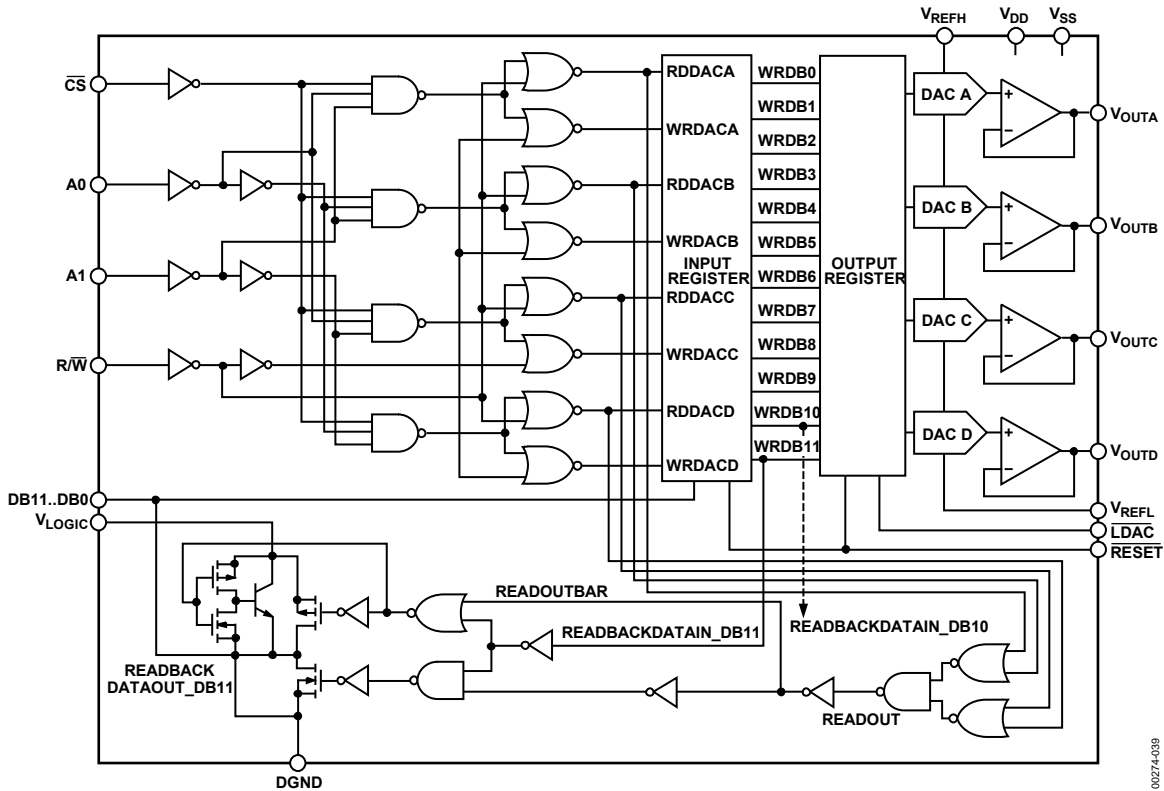 VREFH VDD VSS
CS
A0
A1
R/W
DB11..DB0
VLOGIC
RDDACA
WRDACA
RDDACB
WRDACB
INPUT
REGISTER
RDDACC
WRDACC
RDDACD
WRDACD
WRDB0
WRDB1
WRDB2
WRDB3
WRDB4
WRDB5
WRDB6
WRDB7
WRDB8
WRDB9
WRDB10
WRDB11
OUTPUT
REGISTER
DAC A
DAC B
DAC C
DAC D
+
−
+
−
+
−
+
−
VOUTA
VOUTB
VOUTC
VOUTD
VREFL
LDAC
RESET
READOUTBAR
READBACKDATAIN_DB11
READBACKDATAIN_DB10
READBACK
DATAOUT_DB11
READOUT
DGND
00274-039